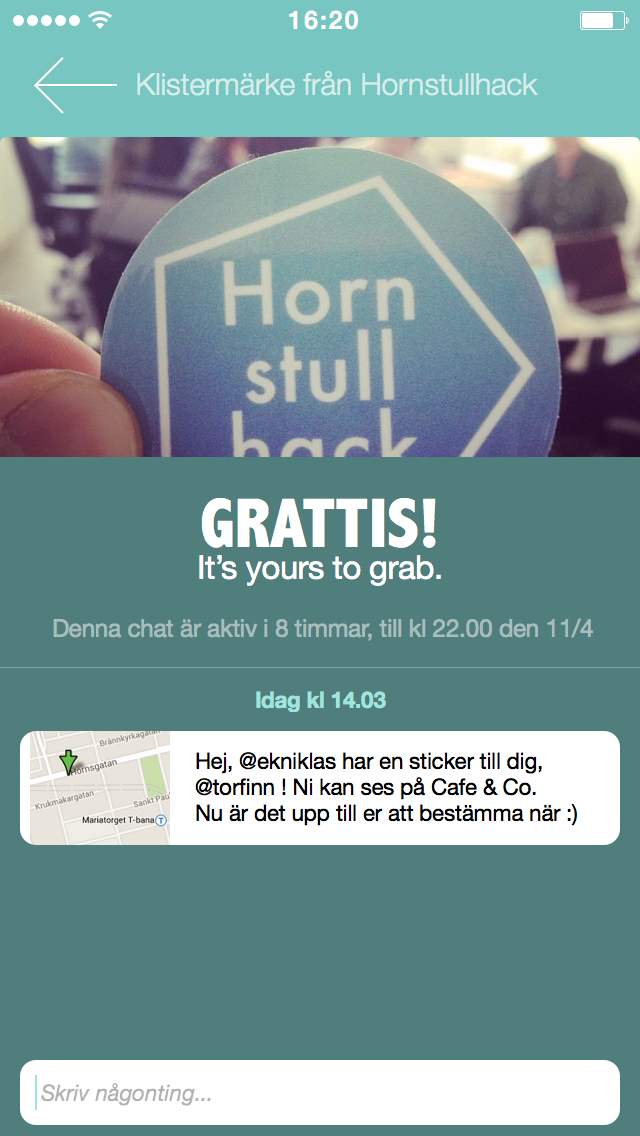 16:20
Klistermärke från Hornstullhack
Horn
stull
hack
GRATTIS!
It's yours to grab.
Denna chat är aktiv i 8 timmar, till kl 22.00 den 11/4
Idag kl 14.03
Brännkyrkagatan
Hornsgatan
Krukmakargatan
Sankt Pau
Mariatorget T-bana T
Hej, @ekniklas har en sticker till dig,
@torfinn ! Ni kan ses på Cafe & Co.
Nu är det upp till er att bestämma när :)
Skriv någonting...